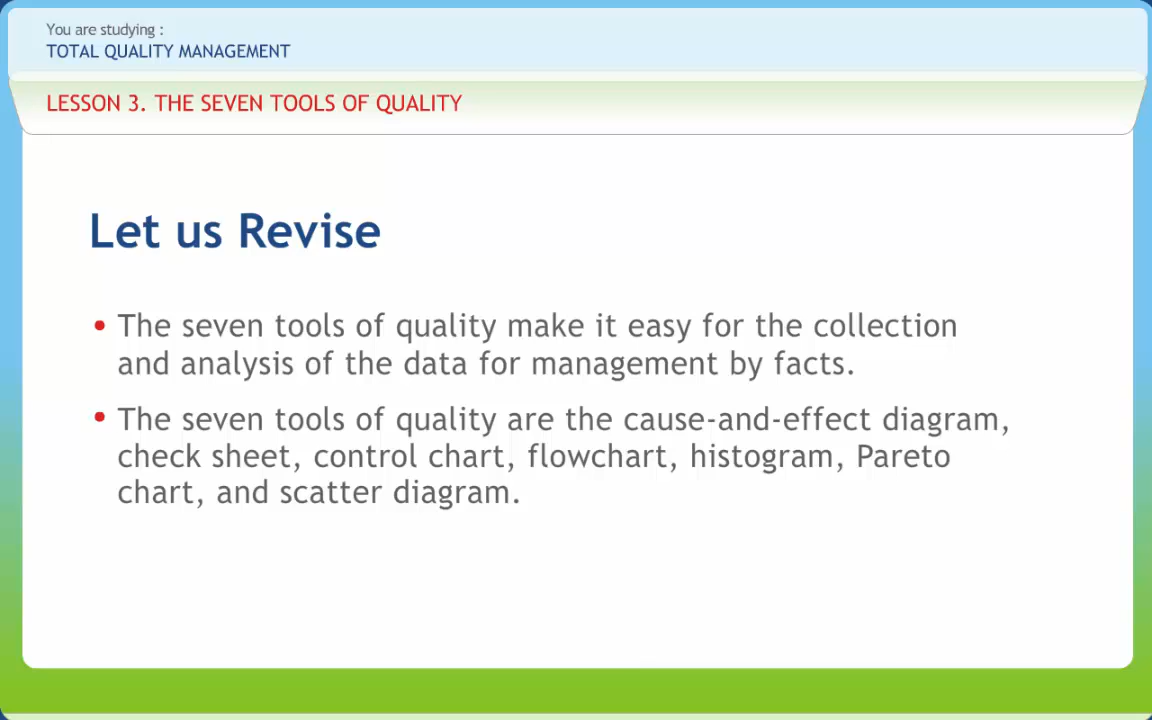 You are studying :
TOTAL QUALITY MANAGEMENT
LESSON 3. THE SEVEN TOOLS OF QUALITY
Let us Revise
• The seven tools of quality make it easy for the collection
and analysis of the data for management by facts.
• The seven tools of quality are the cause-and-effect diagram,
check sheet, control chart, flowchart, histogram, Pareto
chart, and scatter diagram.